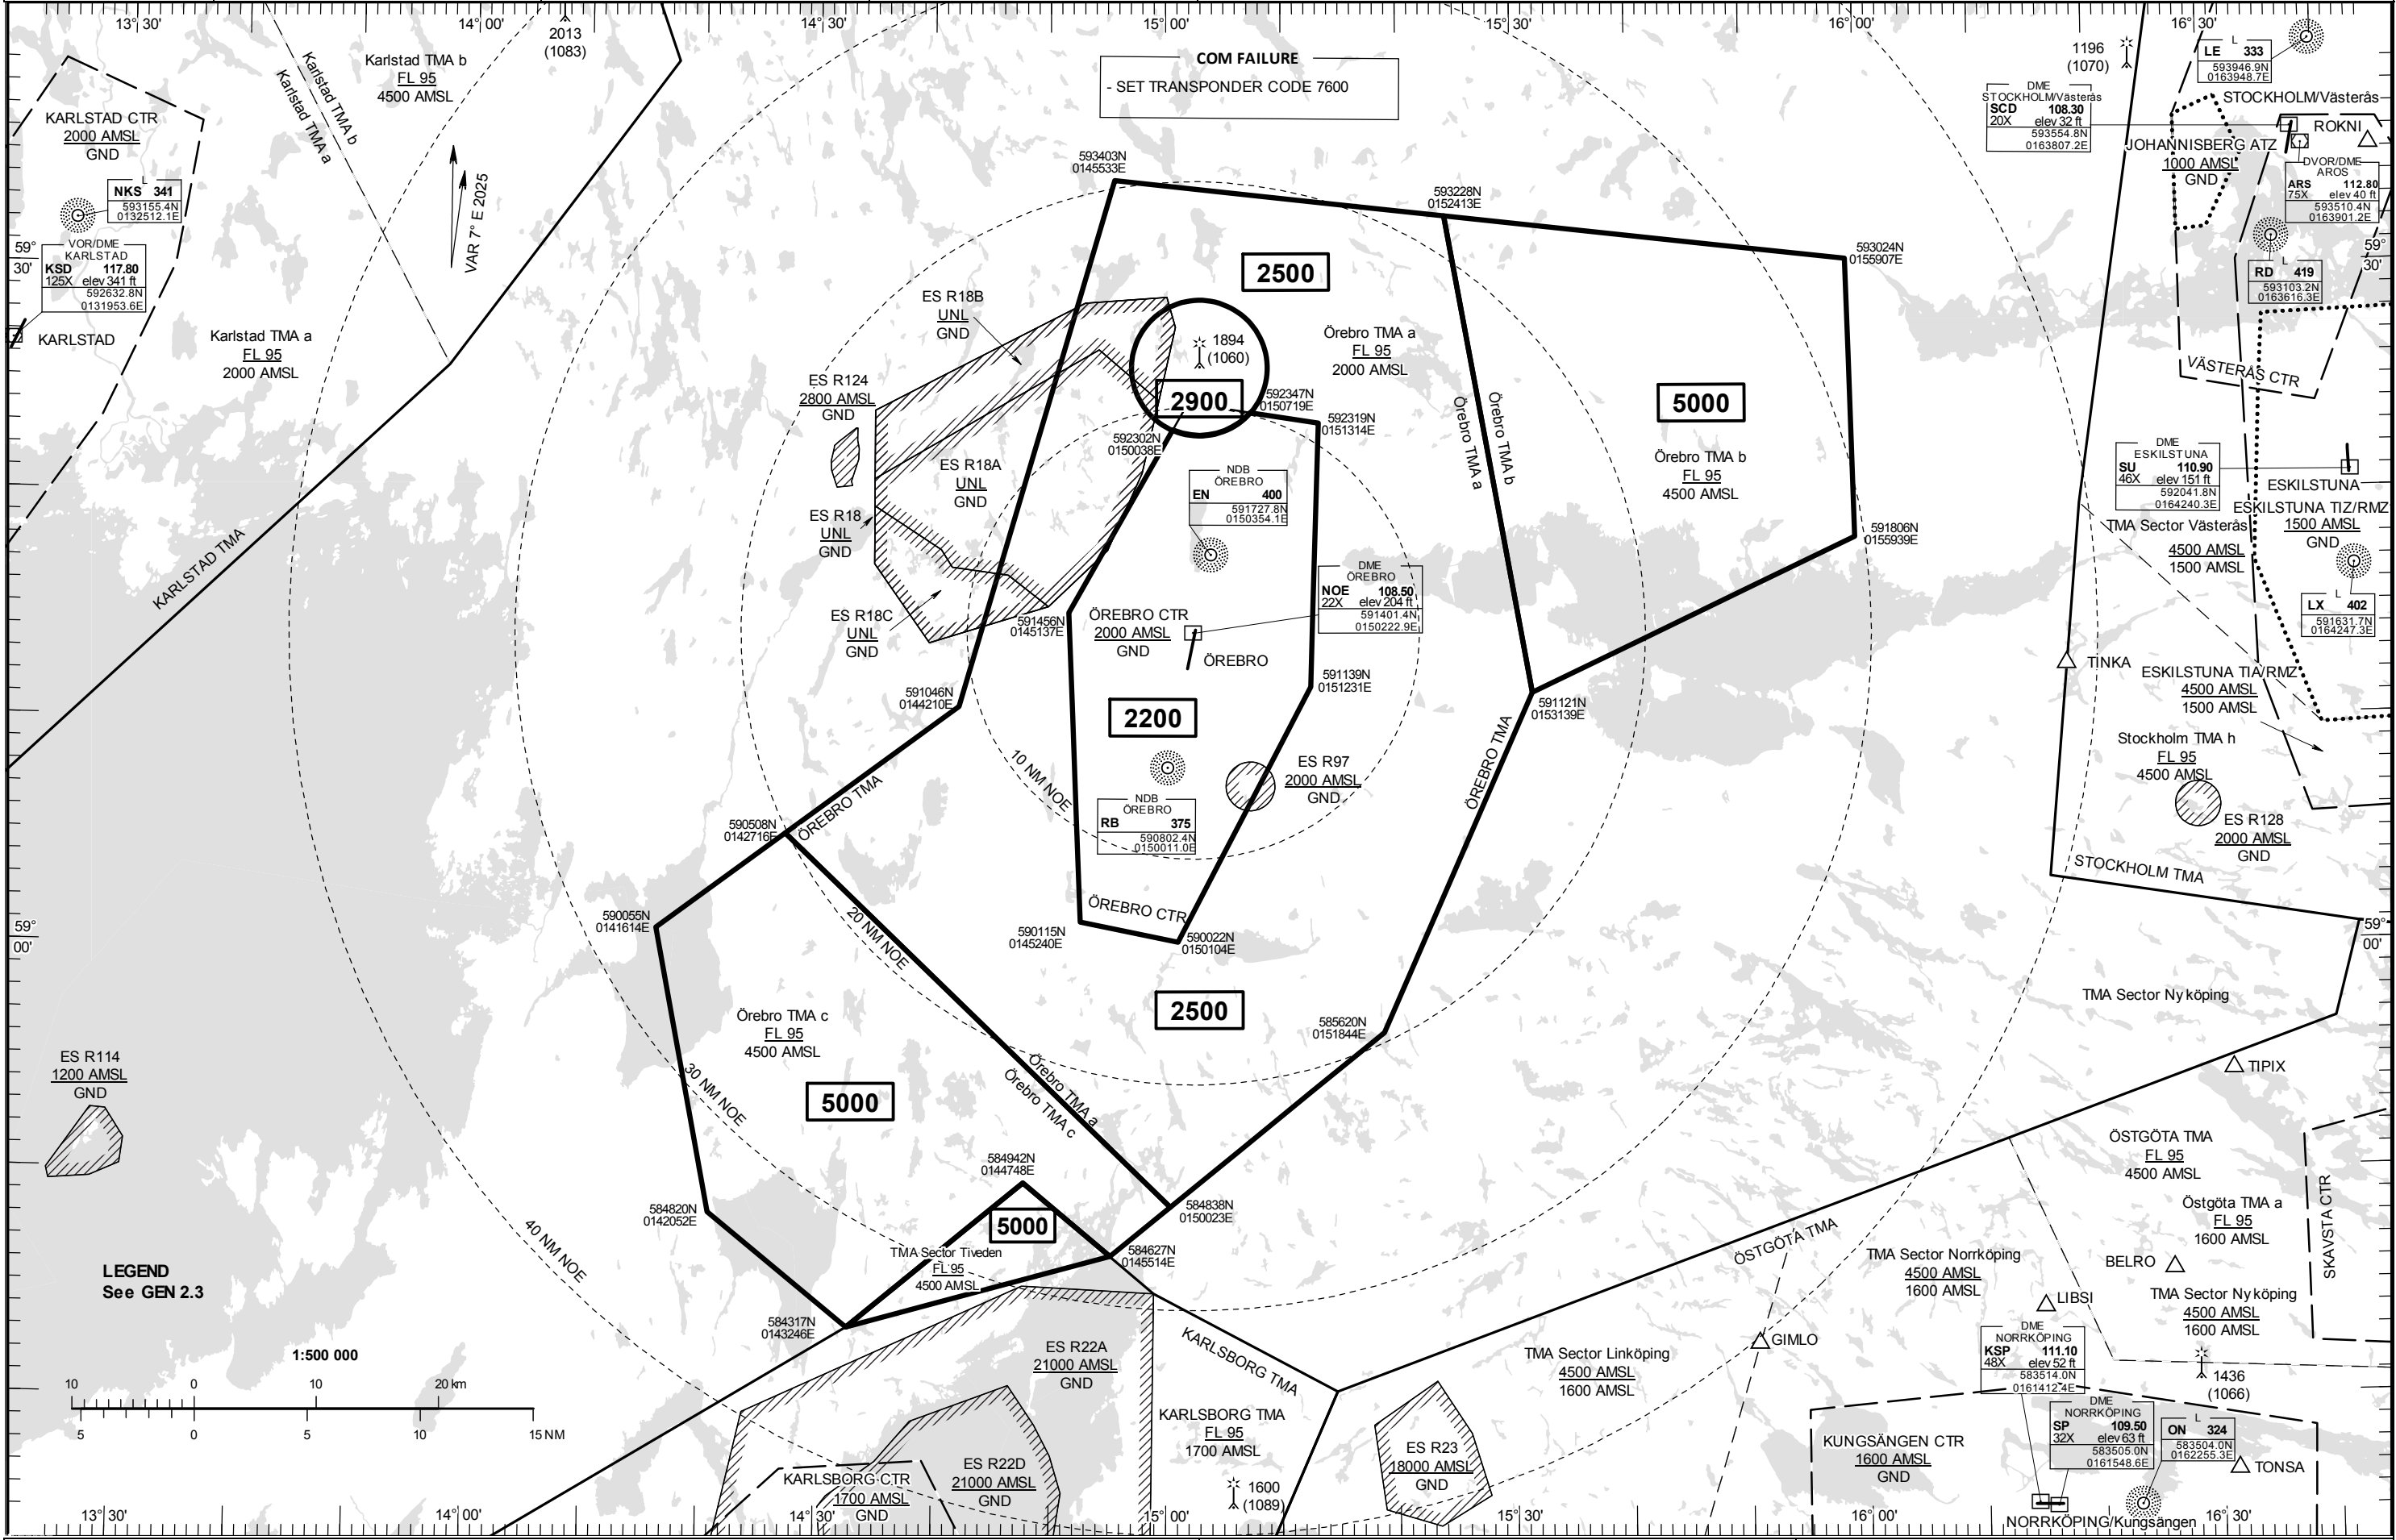 13° 30'
14° 00'
14° 30'
15° 00'
15° 30'
16° 00'
16° 30'
2013
(1083)
Karlstad TMA b
FL 95
4500 AMSL
Karlstad TMA b
Karlstad TMA a
COM FAILURE
- SET TRANSPONDER CODE 7600
1196
(1070)
L
LE 333
593946.9N
0163948.7E
DME
STOCKHOLM/Västerås
SCD 108.30
20X elev 32 ft
593554.8N
0163807.2E
STOCKHOLM/Västerås
ROKNI
JOHANNISBERG ATZ
1000 AMSL
GND
DVOR/DME
AROS
ARS 112.80
75X elev 40 ft
593510.4N
0163901.2E
KARLSTAD CTR
2000 AMSL
GND
L
NKS 341
593155.4N
0132512.1E
VAR 7° E 2025
59°
30'
VOR/DME
KARLSTAD
KSD 117.80
125X elev 341 ft
592632.8N
0131953.6E
KARLSTAD
Karlstad TMA a
FL 95
2000 AMSL
593403N
0145533E
593228N
0152413E
593024N
0155907E
59°
30'
L
RD 419
593103.2N
0163616.3E
2500
ES R18B
UNL
GND
1894
(1060)
Örebro TMA a
FL 95
2000 AMSL
VÄSTERÅS CTR
ES R124
2800 AMSL
GND
2900
592347N
0150719E
592319N
0151314E
592302N
0150038E
Örebro TMA b
Örebro TMA a
5000
Örebro TMA b
FL 95
4500 AMSL
DME
ESKILSTUNA
SU 110.90
46X elev 151 ft
592041.8N
0164240.3E
ESKILSTUNA
ESKILSTUNA TIZ/RMZ
1500 AMSL
GND
TMA Sector Västerås
4500 AMSL
1500 AMSL
ES R18A
UNL
GND
NDB
ÖREBRO
EN 400
591727.8N
0150354.1E
ES R18
UNL
GND
591806N
0155939E
KARLSTAD TMA
DME
ÖREBRO
NOE 108.50
22X elev 204 ft
591401.4N
0150222.9E
L
LX 402
591631.7N
0164247.3E
ES R18C
UNL
GND
591456N
0145137E
ÖREBRO CTR
2000 AMSL
GND
ÖREBRO
TINKA
ESKILSTUNA TIA/RMZ
4500 AMSL
1500 AMSL
591046N
0144210E
591139N
0151231E
591121N
0153139E
2200
Stockholm TMA h
FL 95
4500 AMSL
ES R128
2000 AMSL
GND
ES R97
2000 AMSL
GND
ÖREBRO TMA
10 NM NOE
NDB
ÖREBRO
RB 375
590802.4N
0150011.0E
590508N
0142716E
ÖREBRO TMA
STOCKHOLM TMA
590055N
0141614E
20 NM NOE
ÖREBRO CTR
590115N
0145240E
590022N
0150104E
59°
00'
59°
00'
TMA Sector Nyköping
Örebro TMA c
FL 95
4500 AMSL
2500
585620N
0151844E
TIPIX
ES R114
1200 AMSL
GND
30 NM NOE
5000
Örebro TMA a
Örebro TMA c
ÖSTGÖTA TMA
FL 95
4500 AMSL
584942N
0144748E
584820N
0142052E
584838N
0150023E
5000
Östgöta TMA a
FL 95
1600 AMSL
SKAVSTA CTR
40 NM NOE
TMA Sector Tiveden
FL 95
4500 AMSL
584627N
0145514E
ÖSTGÖTA TMA
TMA Sector Norrköping
4500 AMSL
1600 AMSL
BELRO
LIBSI
TMA Sector Nyköping
4500 AMSL
1600 AMSL
LEGEND
See GEN 2.3
584317N
0143246E
1:500 000
10 0 10 20 km
5 0 5 10 15 NM
ES R22A
21000 AMSL
GND
KARLSBORG TMA
GIMLO
TMA Sector Linköping
4500 AMSL
1600 AMSL
DME
NORRKÖPING
KSP 111.10
48X elev 52 ft
583514.0N
0161412.4E
1436
(1066)
KARLSBORG TMA
FL 95
1700 AMSL
1600
(1089)
ES R23
18000 AMSL
GND
KUNGSÄNGEN CTR
1600 AMSL
GND
DME
NORRKÖPING
SP 109.50
32X elev 63 ft
583505.0N
0161548.6E
L
ON 324
583504.0N
0162255.3E
TONSA
ES R22D
21000 AMSL
GND
KARLSBORG CTR
1700 AMSL
GND
NORRKÖPING/Kungsängen
13° 30'
14° 00'
14° 30'
15° 00'
15° 30'
16° 00'
16° 30'